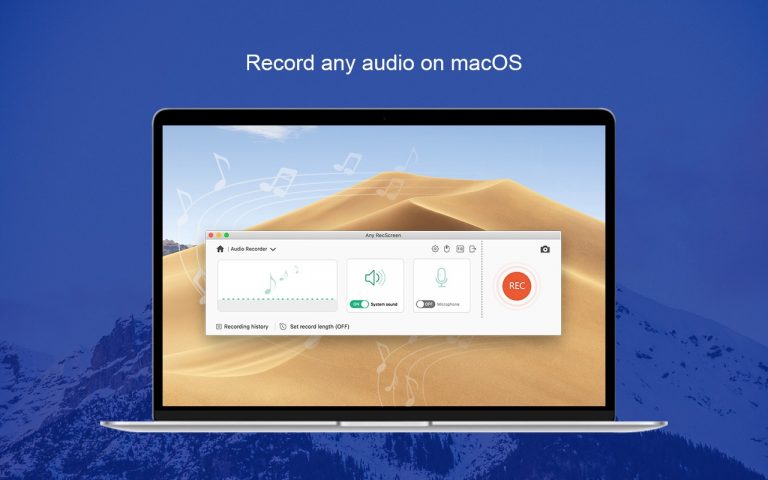 Record any audio on macOS
Any RecScreen
Audio Recorder
REC
ON System sound
OFF Microphone
Recording history
Set record length (OFF)